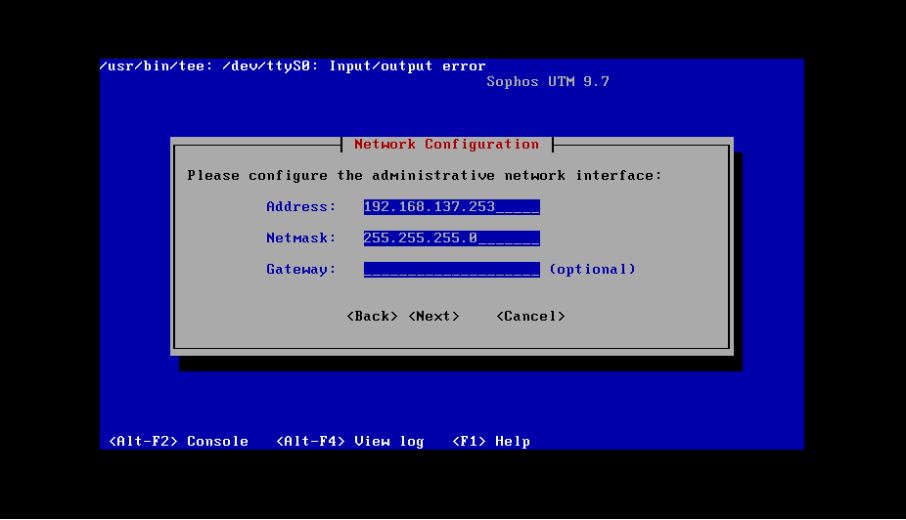 /usr/bin/tee: /dev/ttyS0: Input/output error
Sophos UTM 9.7
Network Configuration
Please configure the administrative network interface:
Address: 192.168.137.253_____
Netmask: 255.255.255.0_______
Gateway: ____________________ (optional)
<Back> <Next> <Cancel>
<Alt-F2> Console <Alt-F4> View log <F1> Help